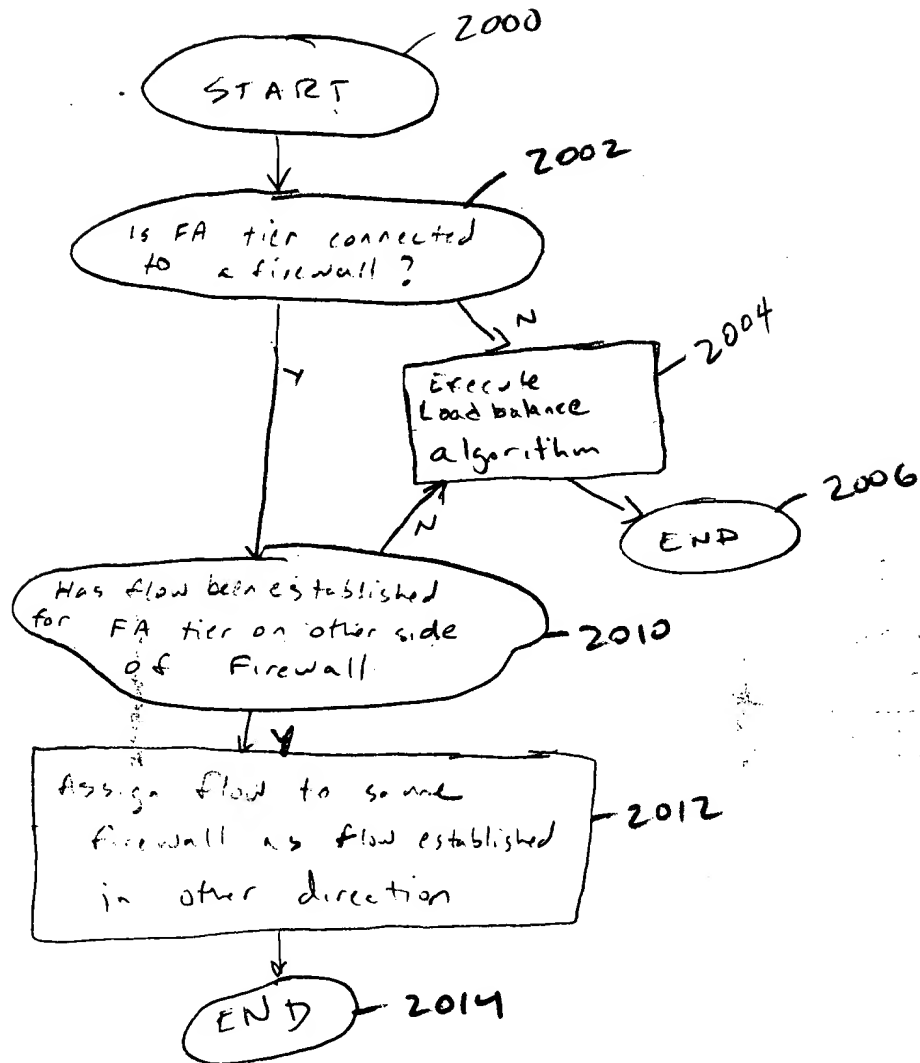 2000
START
2002
Is FA tier connected
to a firewall?
N
2004
Y
Execute
Load balance
algorithm
2006
N
END
Has flow been established
for FA tier on other side
of Firewall
2010
Y
Assign flow to same
firewall as flow established
in other direction
2012
END
2014